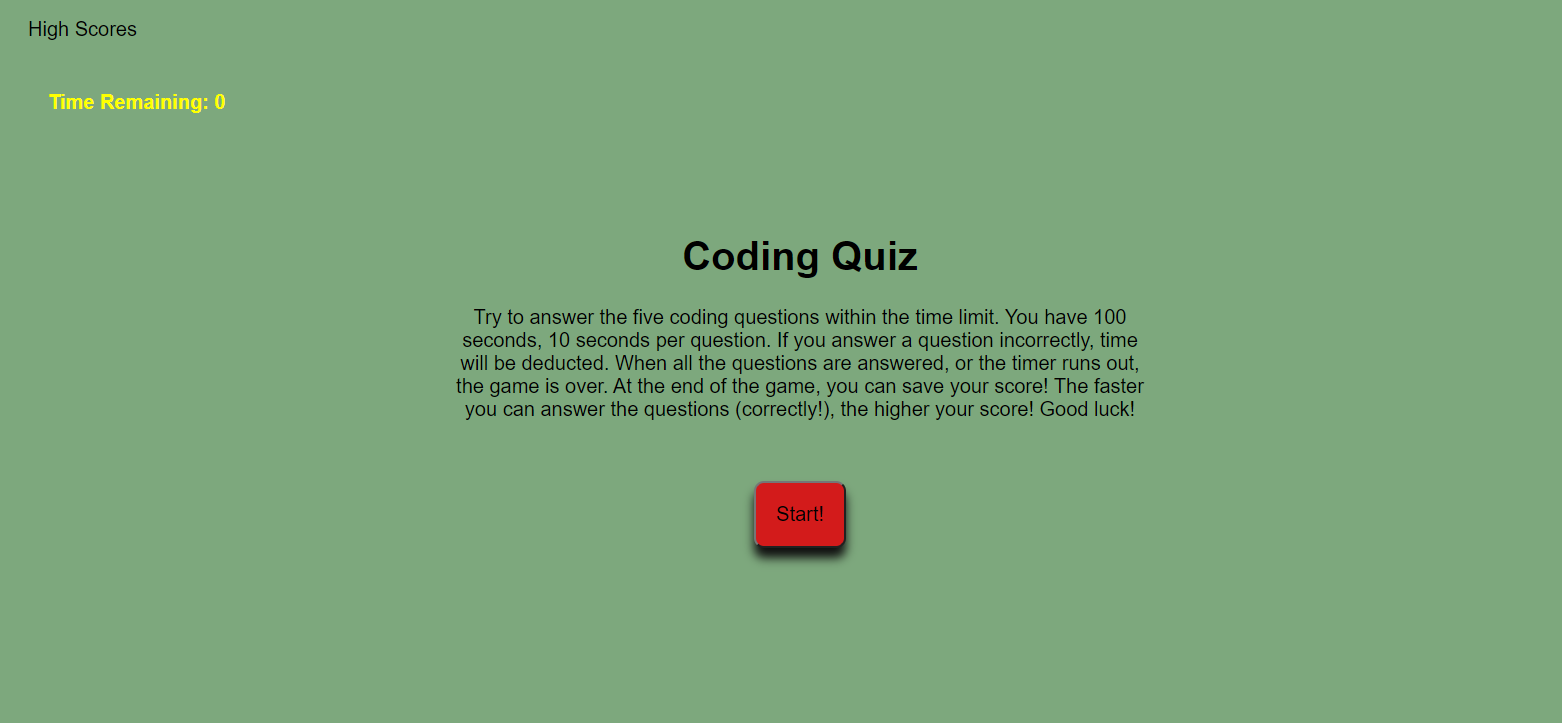 High Scores
Time Remaining: 0
Coding Quiz
Try to answer the five coding questions within the time limit. You have 100
seconds, 10 seconds per question. If you answer a question incorrectly, time
will be deducted. When all the questions are answered, or the timer runs out,
the game is over. At the end of the game, you can save your score! The faster
you can answer the questions (correctly!), the higher your score! Good luck!
Start!